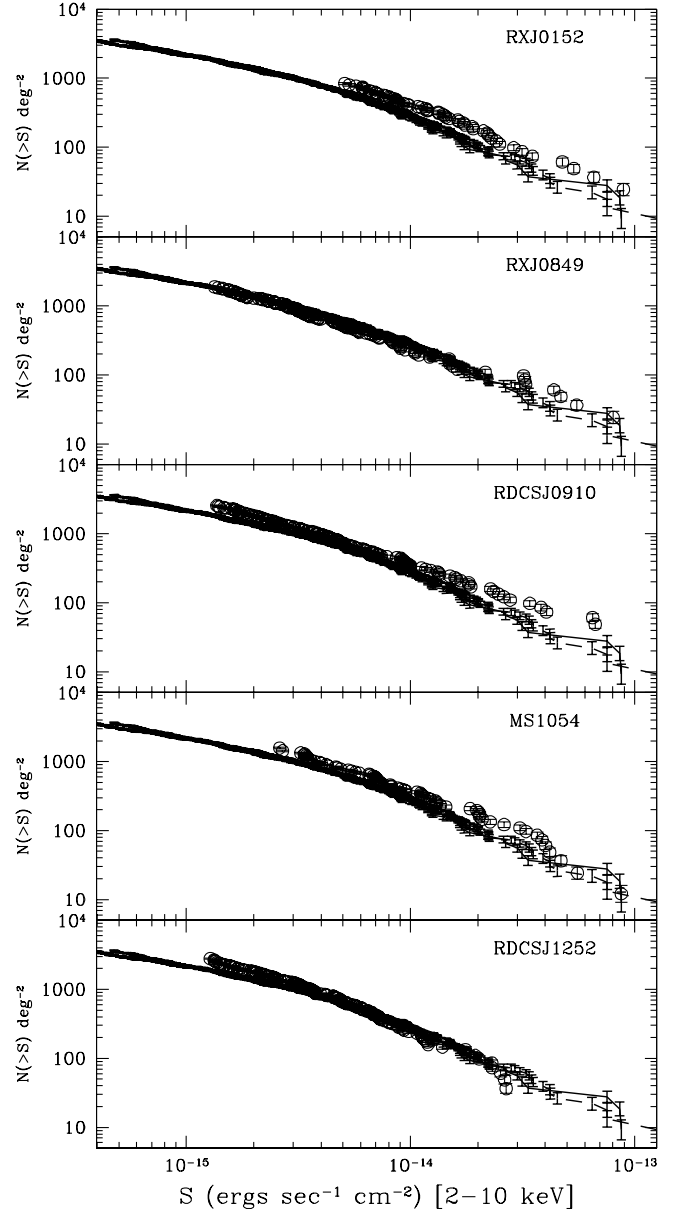 10⁴
RXJ0152
1000
100
10
N(>S) deg⁻²
10⁴
RXJ0849
1000
100
10
N(>S) deg⁻²
10⁴
RDCSJ0910
1000
100
10
N(>S) deg⁻²
10⁴
MS1054
1000
100
10
N(>S) deg⁻²
10⁴
RDCSJ1252
1000
100
10
N(>S) deg⁻²
10⁻¹⁵ 10⁻¹⁴ 10⁻¹³
S (ergs sec⁻¹ cm⁻²) [2−10 keV]